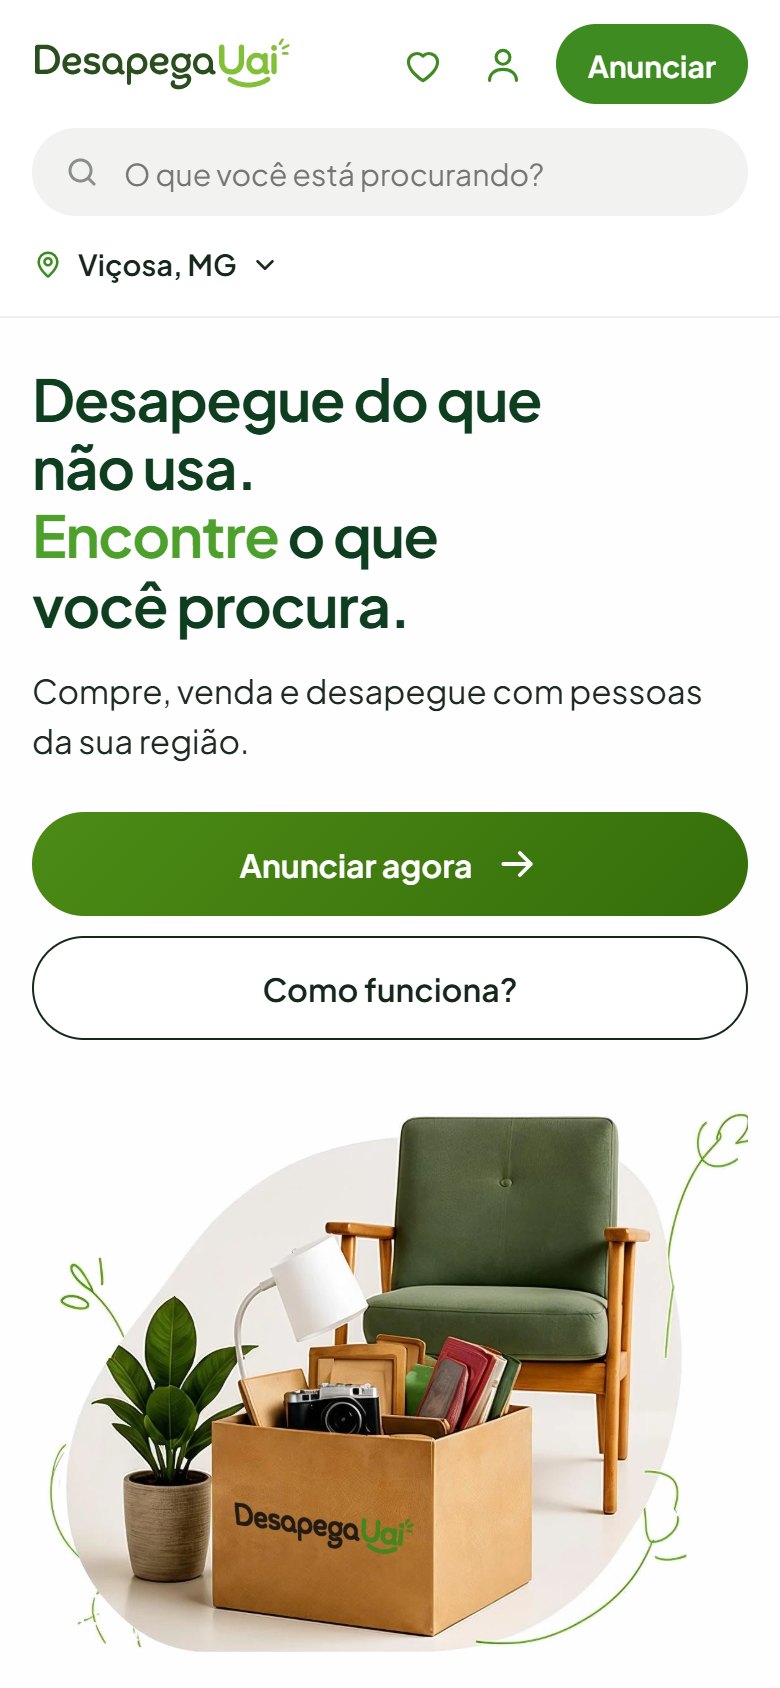 DesapegaUai
Anunciar
O que você está procurando?
Viçosa, MG
Desapegue do que
não usa.
Encontre o que
você procura.
Compre, venda e desapegue com pessoas
da sua região.
Anunciar agora
Como funciona?
DesapegaUai